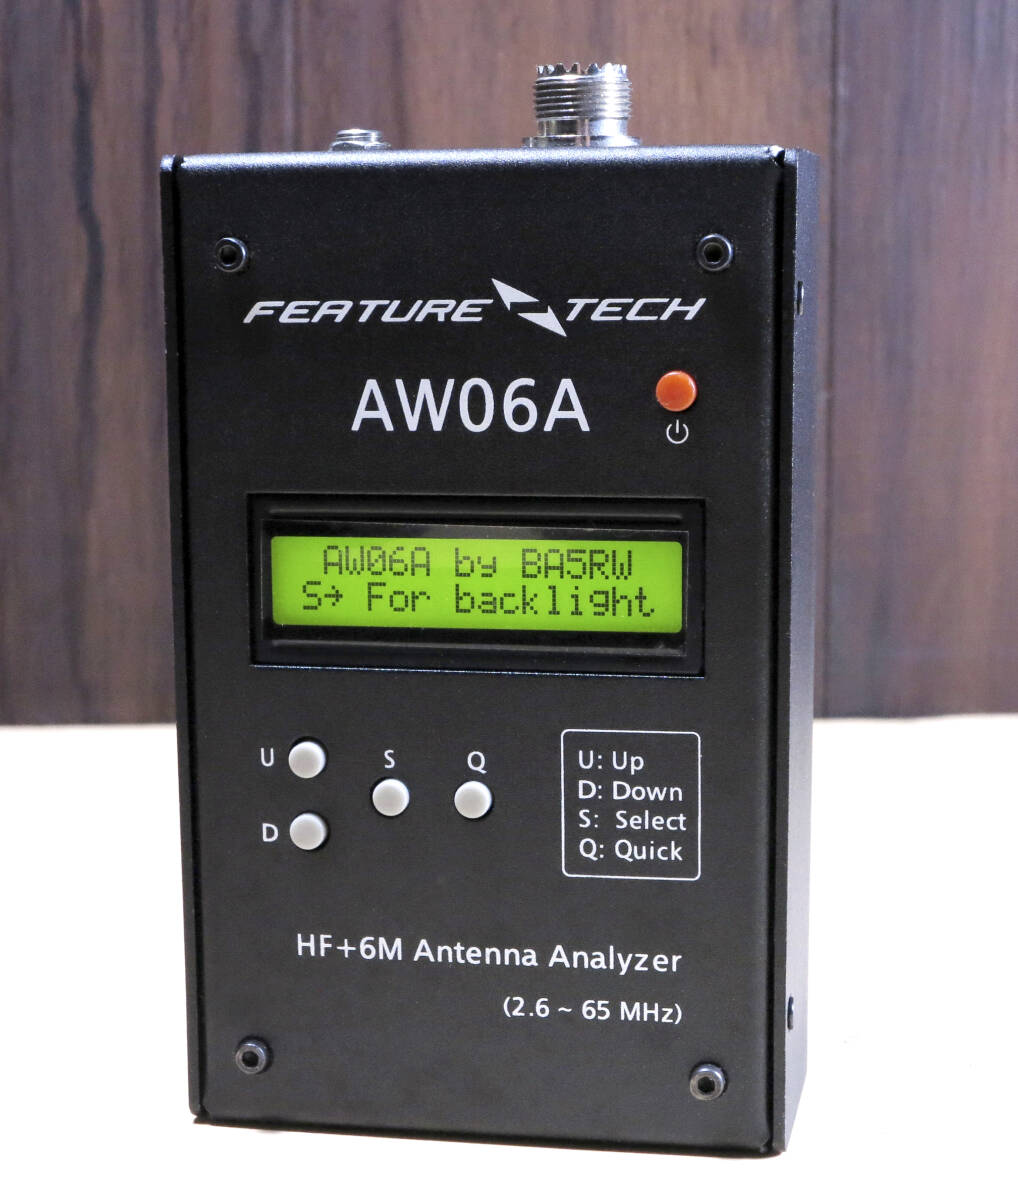 FEATURE TECH
AW06A
AW06A by BA5RW
S→ For backlight
U
S
Q
D
U: Up
D: Down
S: Select
Q: Quick
HF+6M Antenna Analyzer
(2.6 ~ 65 MHz)